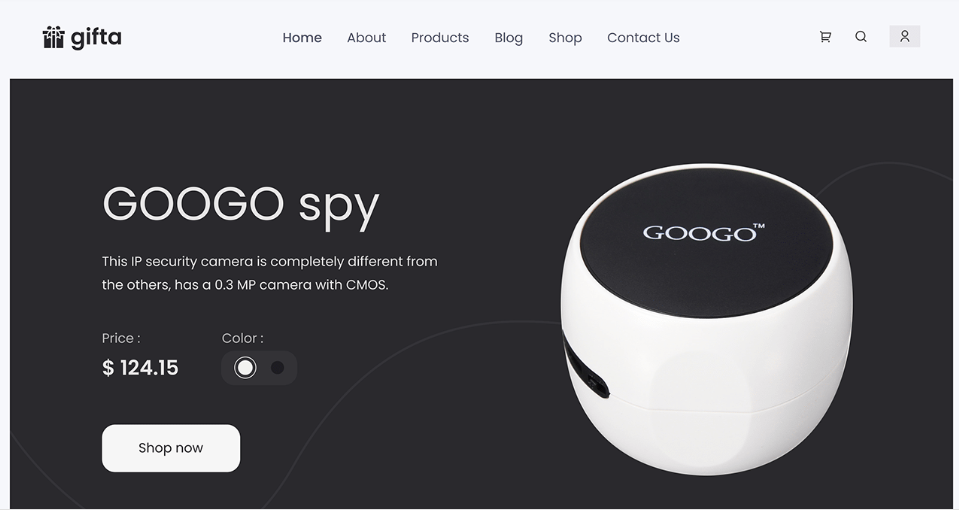 gifta
Home About Products Blog Shop Contact Us
GOOGO spy
This IP security camera is completely different from
the others, has a 0.3 MP camera with CMOS.
Price : Color :
$ 124.15
Shop now
GOOGO™